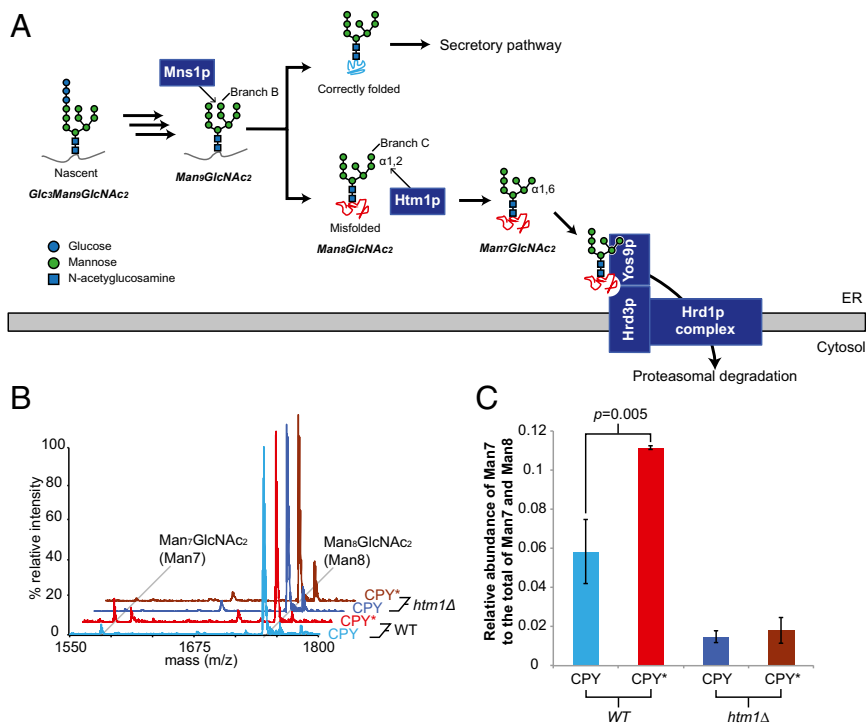 A
Mns1p
Branch B
Correctly folded
Secretory pathway
Nascent
Glc3Man9GlcNAc2
Man9GlcNAc2
Branch C
α1,2
Htm1p
Misfolded
Man8GlcNAc2
α1,6
Man7GlcNAc2
Glucose
Mannose
N-acetyglucosamine
Yos9p
Hrd3p
Hrd1p
complex
ER
Cytosol
Proteasomal degradation
B
% relative intensity
100
80
60
40
20
0
Man7GlcNAc2
(Man7)
Man8GlcNAc2
(Man8)
CPY*
CPY
htm1Δ
CPY*
CPY
WT
1550
1675
1800
mass (m/z)
C
p=0.005
Relative abundance of Man7
to the total of Man7 and Man8
0.12
0.1
0.08
0.06
0.04
0.02
0
CPY
CPY*
CPY
CPY*
WT
htm1Δ